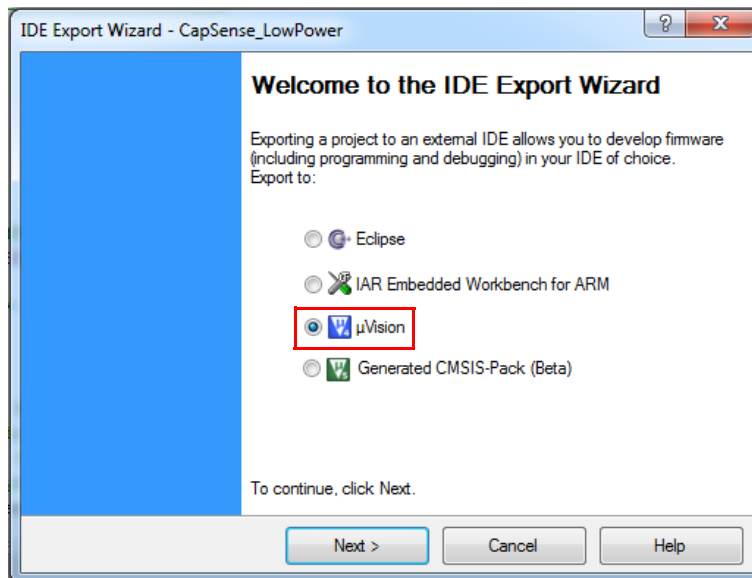 IDE Export Wizard - CapSense_LowPower
Welcome to the IDE Export Wizard
Exporting a project to an external IDE allows you to develop firmware
(including programming and debugging) in your IDE of choice.
Export to:
Eclipse
IAR Embedded Workbench for ARM
µVision
Generated CMSIS-Pack (Beta)
To continue, click Next.
Next >
Cancel
Help